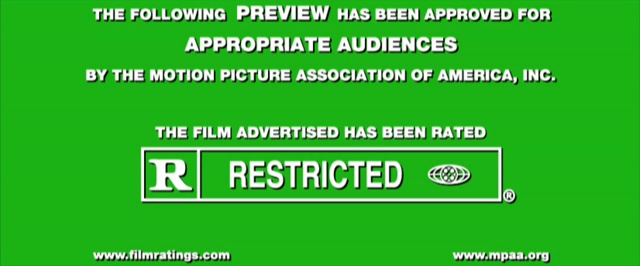 THE FOLLOWING PREVIEW HAS BEEN APPROVED FOR
APPROPRIATE AUDIENCES
BY THE MOTION PICTURE ASSOCIATION OF AMERICA, INC.
THE FILM ADVERTISED HAS BEEN RATED
R RESTRICTED ®
www.filmratings.com www.mpaa.org